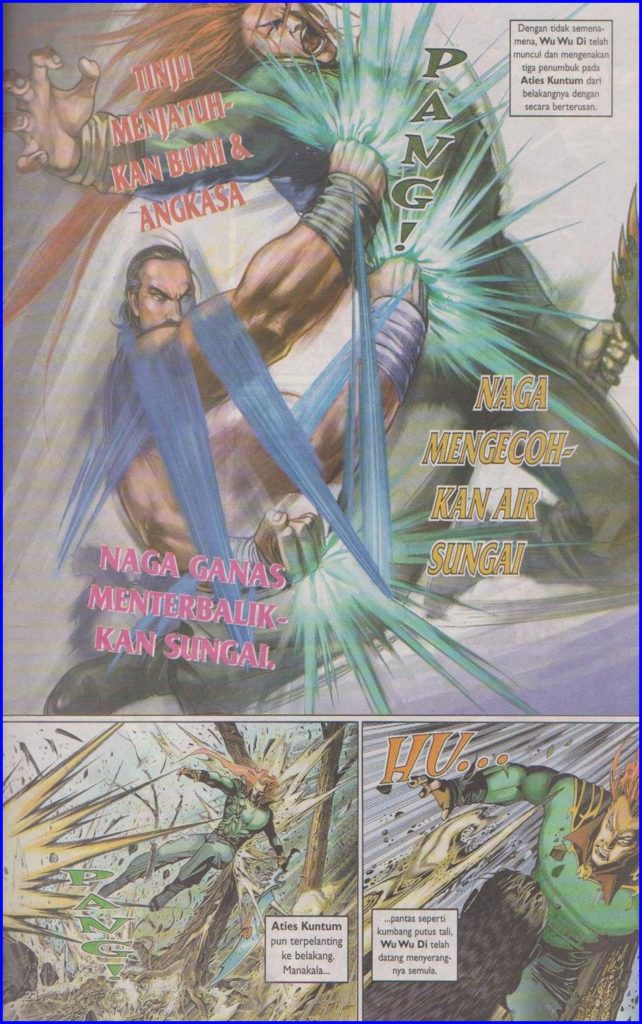 Dengan tidak semena-
mena, Wu Wu Di telah
muncul dan mengenakan
tiga penumbuk pada
Aties Kuntum dari
belakangnya dengan
secara berterusan.
TINJU
MENJATUH-
KAN BUMI &
ANGKASA
PANG!
NAGA
MENGECOH-
KAN AIR
SUNGAI
NAGA GANAS
MENTERBALIK-
KAN SUNGAI.
PANG!
Aties Kuntum
pun terpelanting
ke belakang.
Manakala...
HU...
...pantas seperti
kumbang putus tali,
Wu Wu Di telah
datang menyerang-
nya semula.